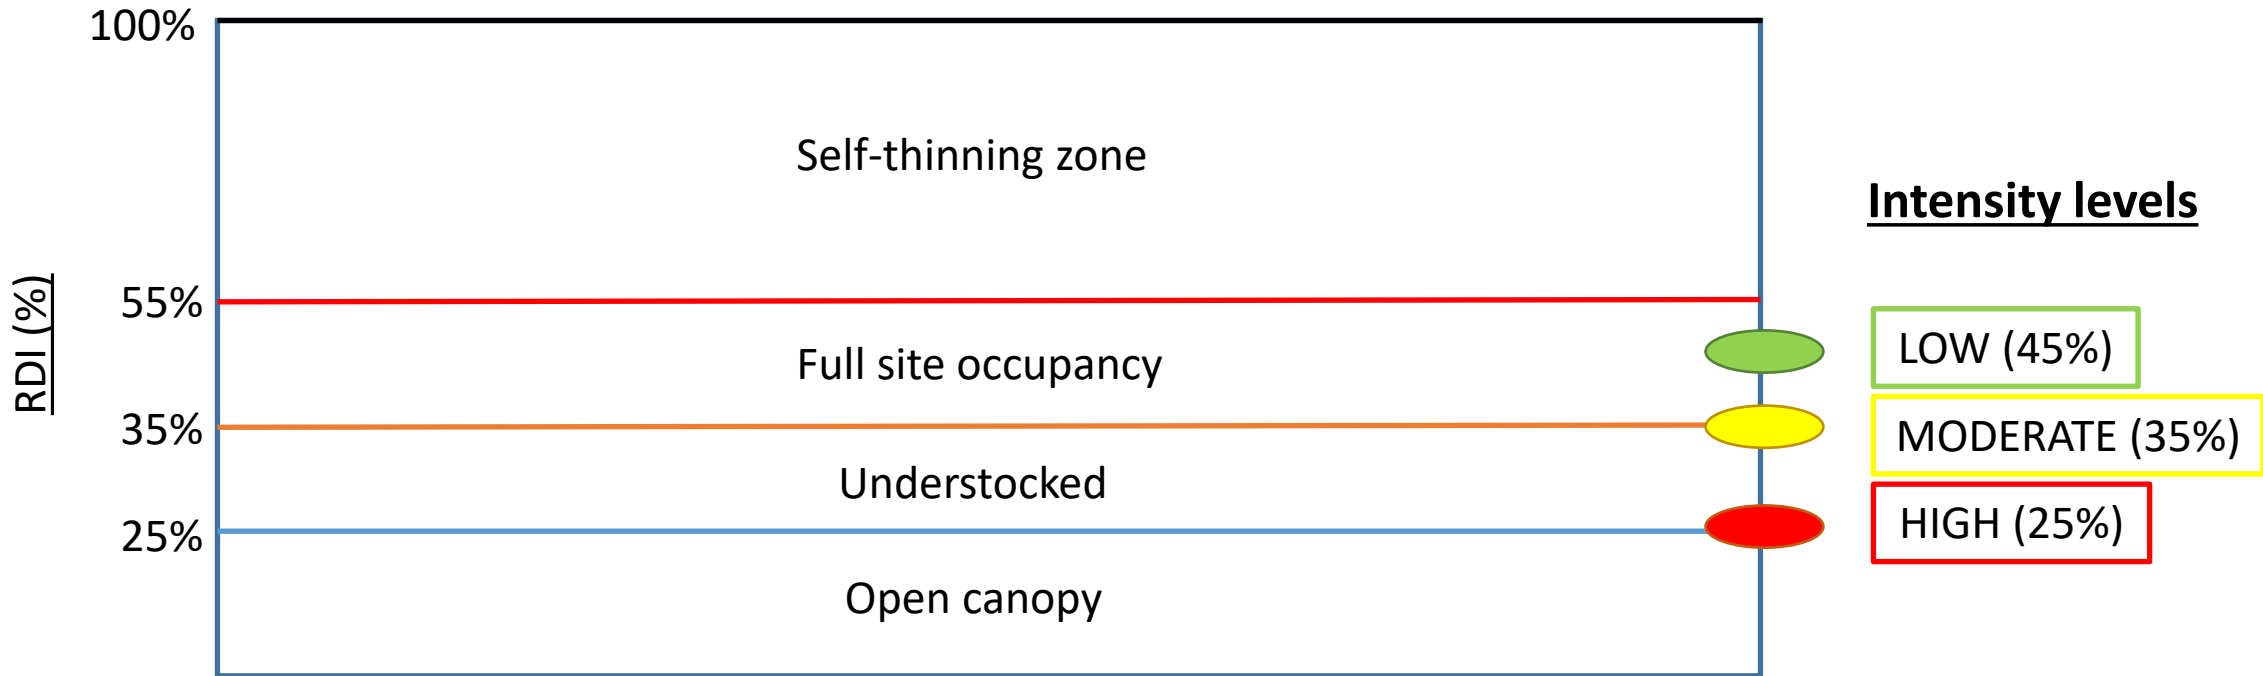 100%
Self-thinning zone
Intensity levels
RDI (%)
55%
LOW (45%)
Full site occupancy
35%
MODERATE (35%)
Understocked
HIGH (25%)
25%
Open canopy